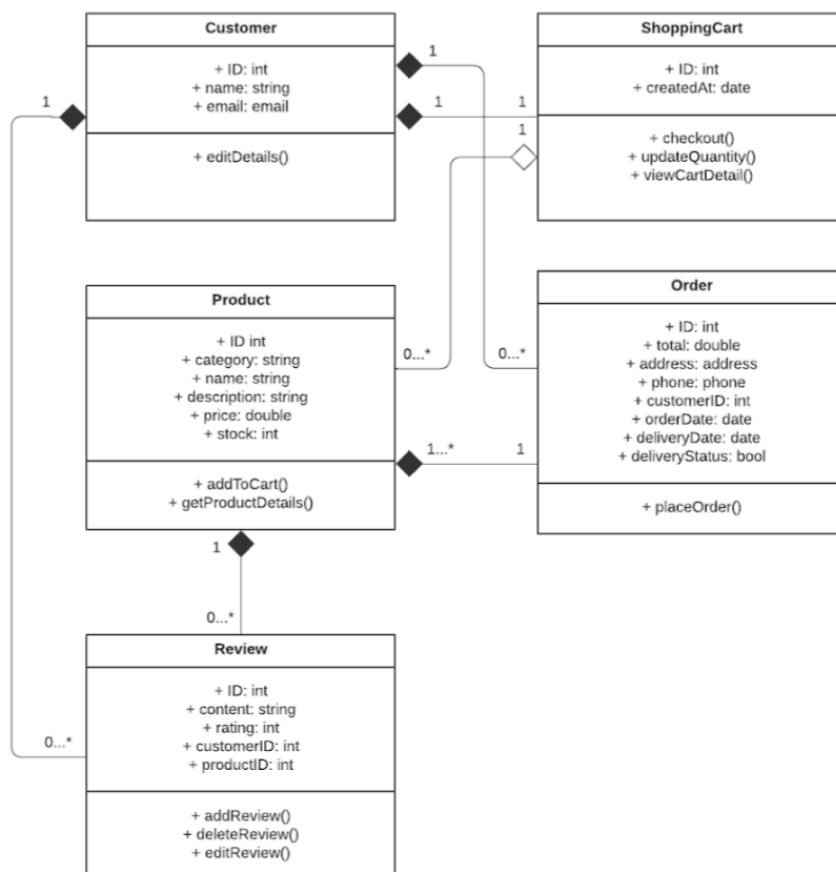 Customer
+ ID: int
+ name: string
+ email: email
+ editDetails()
1
1
1
1
1
ShoppingCart
+ ID: int
+ createdAt: date
+ checkout()
+ updateQuantity()
+ viewCartDetail()
Product
+ ID int
+ category: string
+ name: string
+ description: string
+ price: double
+ stock: int
+ addToCart()
+ getProductDetails()
0...*
0...*
1...*
1
Order
+ ID: int
+ total: double
+ address: address
+ phone: phone
+ customerID: int
+ orderDate: date
+ deliveryDate: date
+ deliveryStatus: bool
+ placeOrder()
1
0...*
Review
+ ID: int
+ content: string
+ rating: int
+ customerID: int
+ productID: int
+ addReview()
+ deleteReview()
+ editReview()
0...*